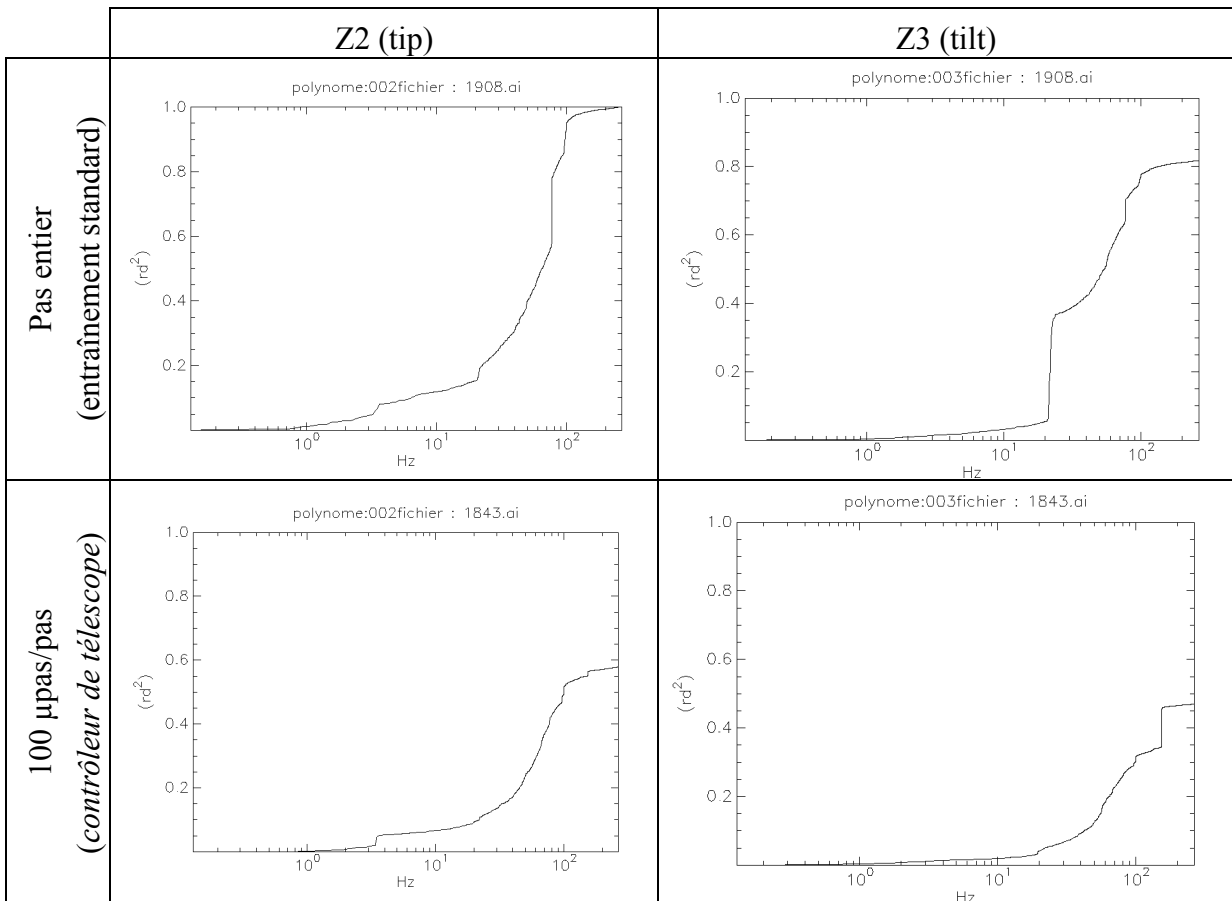 Z2 (tip)
Z3 (tilt)
Pas entier
(entraînement standard)
polynome:002fichier : 1908.ai
1.0
0.8
0.6
0.4
0.2
(rd²)
10⁰
10¹
10²
Hz
polynome:003fichier : 1908.ai
1.0
0.8
0.6
0.4
0.2
(rd²)
10⁰
10¹
10²
Hz
100 µpas/pas
(contrôleur de télescope)
polynome:002fichier : 1843.ai
1.0
0.8
0.6
0.4
0.2
(rd²)
10⁰
10¹
10²
Hz
polynome:003fichier : 1843.ai
1.0
0.8
0.6
0.4
0.2
(rd²)
10⁰
10¹
10²
Hz